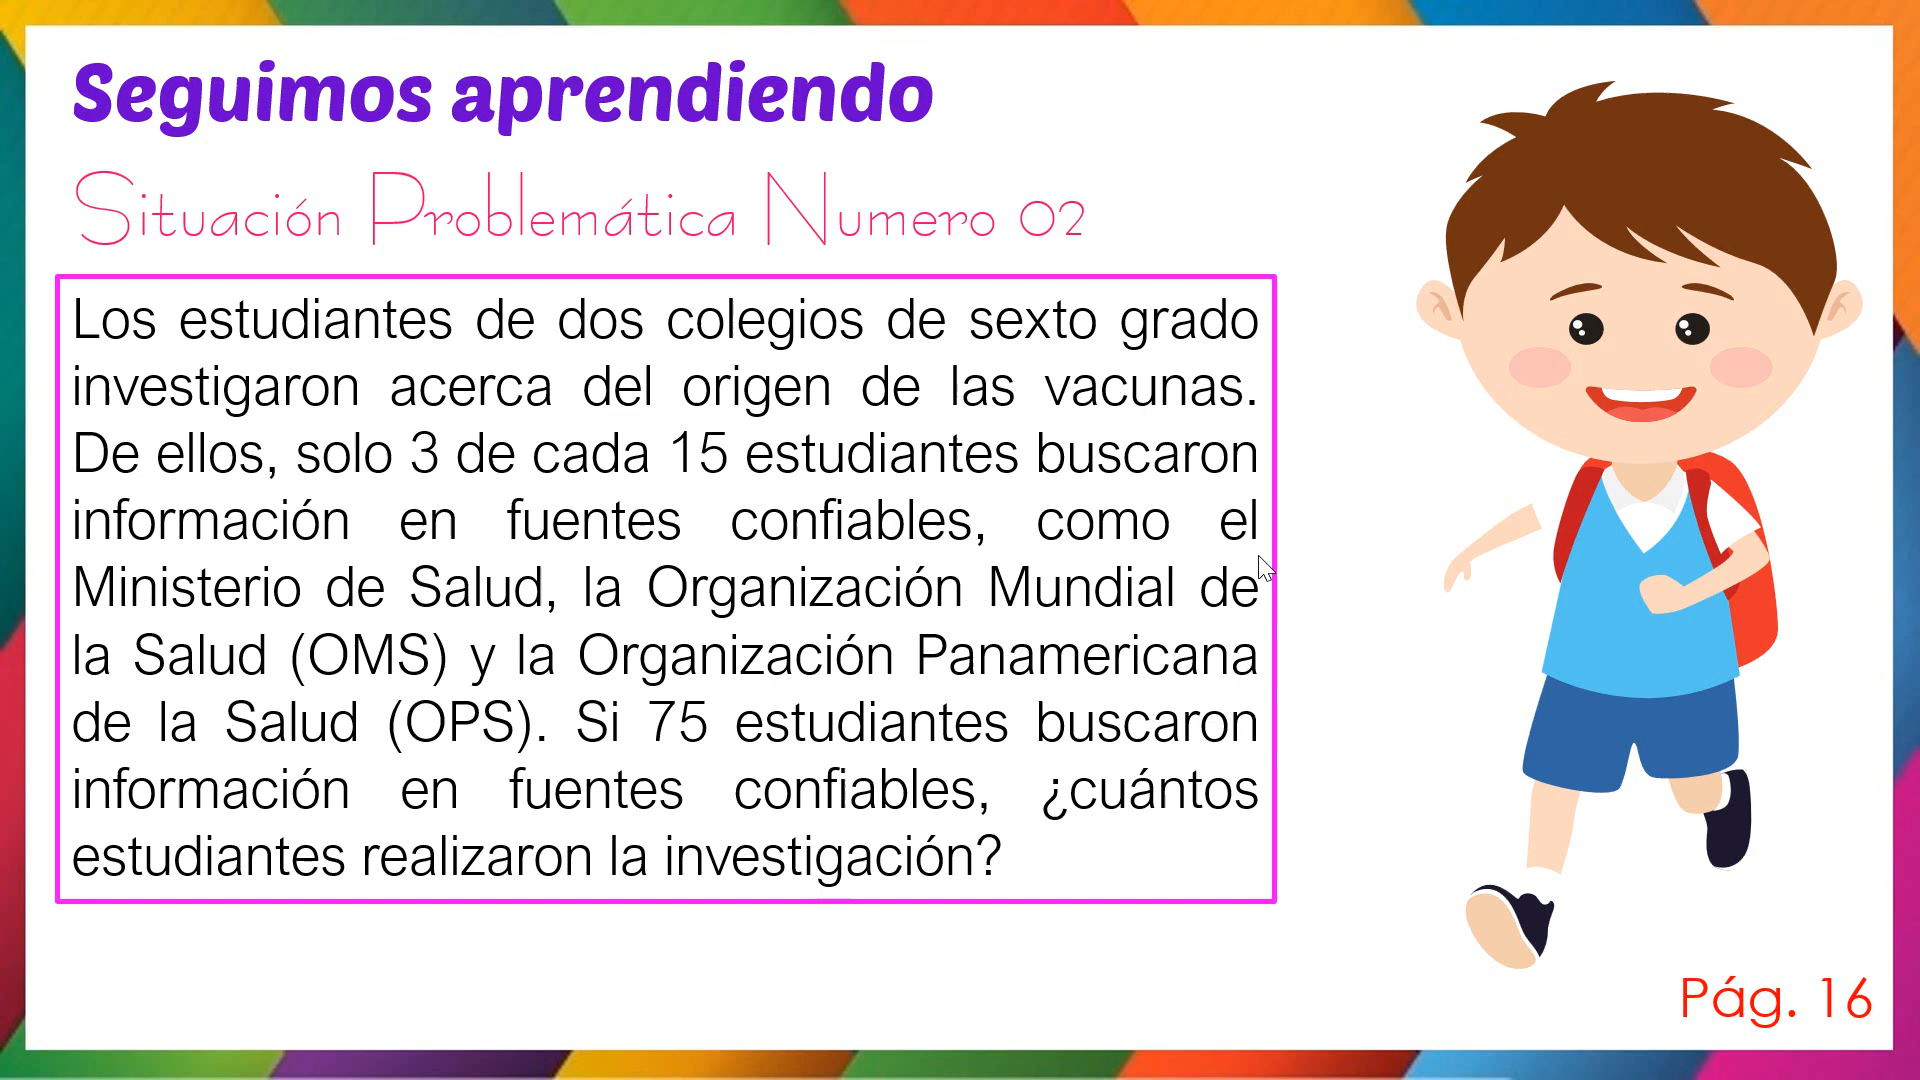 Seguimos aprendiendo
Situación Problemática Numero 02
Los estudiantes de dos colegios de sexto grado
investigaron acerca del origen de las vacunas.
De ellos, solo 3 de cada 15 estudiantes buscaron
información en fuentes confiables, como el
Ministerio de Salud, la Organización Mundial de
la Salud (OMS) y la Organización Panamericana
de la Salud (OPS). Si 75 estudiantes buscaron
información en fuentes confiables, ¿cuántos
estudiantes realizaron la investigación?
Pág. 16